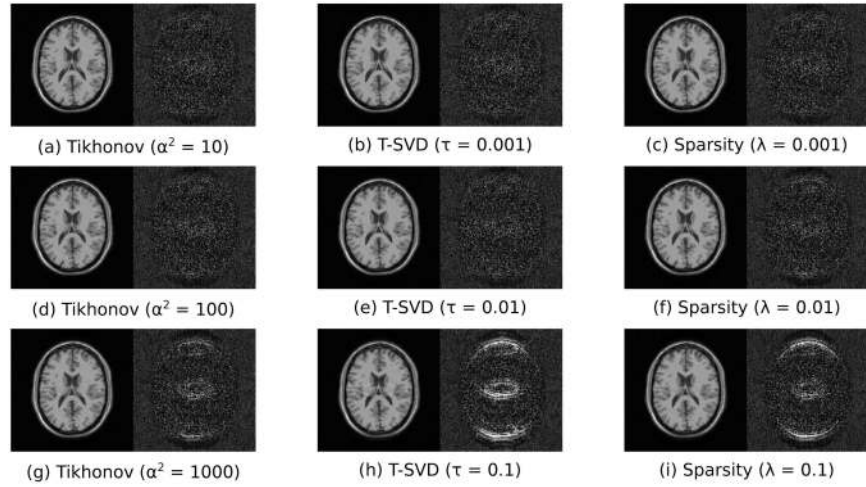 (a) Tikhonov (α² = 10)
(b) T-SVD (τ = 0.001)
(c) Sparsity (λ = 0.001)
(d) Tikhonov (α² = 100)
(e) T-SVD (τ = 0.01)
(f) Sparsity (λ = 0.01)
(g) Tikhonov (α² = 1000)
(h) T-SVD (τ = 0.1)
(i) Sparsity (λ = 0.1)